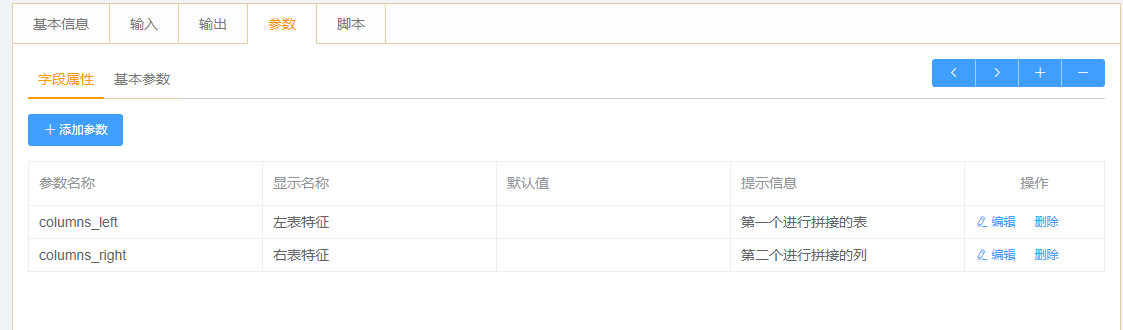 基本信息 输入 输出 参数 脚本
字段属性 基本参数
添加参数
参数名称 显示名称 默认值 提示信息 操作
columns_left 左表特征 第一个进行拼接的表 编辑 删除
columns_right 右表特征 第二个进行拼接的列 编辑 删除